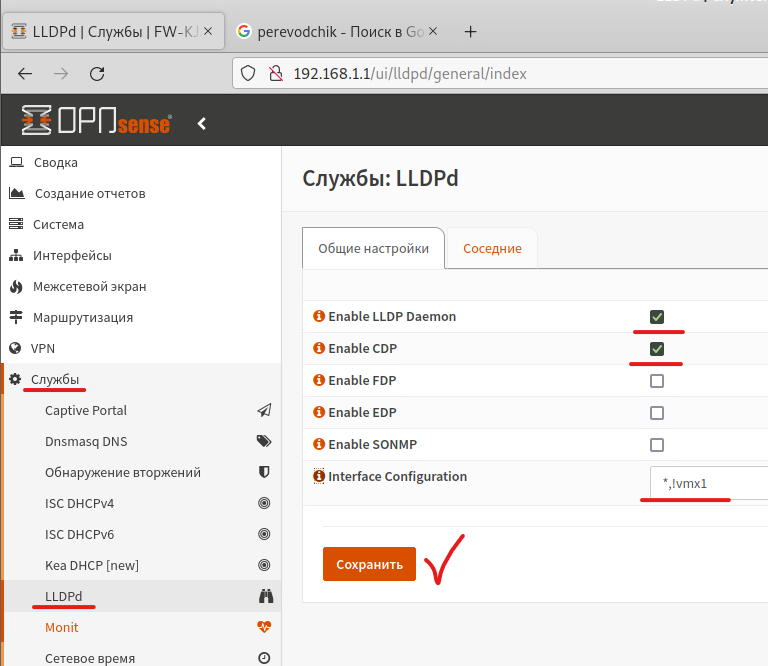 LLDPd | Службы | FW-KJ
perevodchik - Поиск в Go
192.168.1.1/ui/lldpd/general/index
OPNsense
Сводка
Создание отчетов
Система
Интерфейсы
Межсетевой экран
Маршрутизация
VPN
Службы
Captive Portal
Dnsmasq DNS
Обнаружение вторжений
ISC DHCPv4
ISC DHCPv6
Kea DHCP [new]
LLDPd
Monit
Сетевое время
Службы: LLDPd
Общие настройки
Соседние
Enable LLDP Daemon
Enable CDP
Enable FDP
Enable EDP
Enable SONMP
Interface Configuration
*,!vmx1
Сохранить